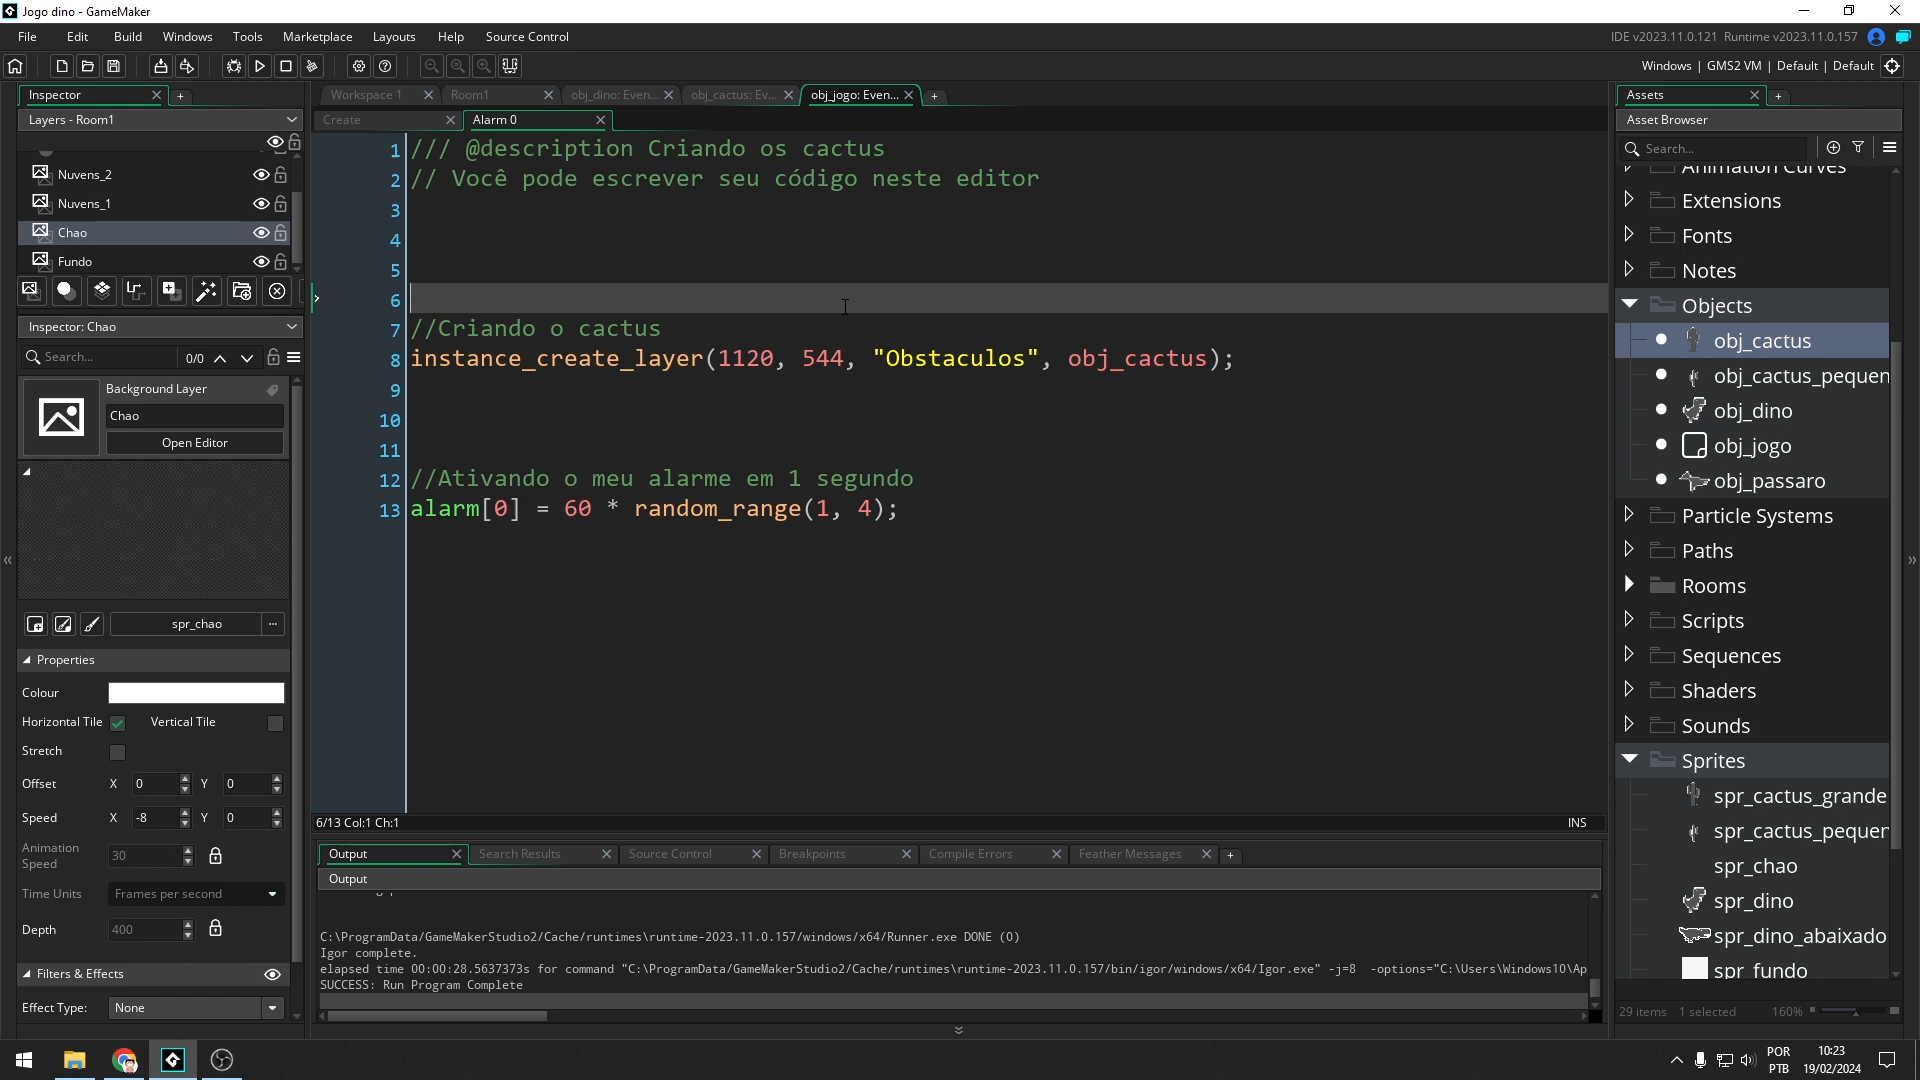 Jogo dino - GameMaker
File Edit Build Windows Tools Marketplace Layouts Help Source Control
IDE v2023.11.0.121 Runtime v2023.11.0.157
Windows | GMS2 VM | Default | Default
Inspector
Layers - Room1
Nuvens_2
Nuvens_1
Chao
Fundo
Inspector: Chao
Search...
0/0
Background Layer
Chao
Open Editor
spr_chao
...
Properties
Colour
Horizontal Tile Vertical Tile
Stretch
Offset X 0 Y 0
Speed X -8 Y 0
Animation
Speed
30
Time Units Frames per second
Depth 400
Filters & Effects
Effect Type: None
Workspace 1 Room1 obj_dino: Even... obj_cactus: Ev... obj_jogo: Even... +
Create Alarm 0
1 /// @description Criando os cactus
2 // Você pode escrever seu código neste editor
3
4
5
6
7 //Criando o cactus
8 instance_create_layer(1120, 544, "Obstaculos", obj_cactus);
9
10
11
12 //Ativando o meu alarme em 1 segundo
13 alarm[0] = 60 * random_range(1, 4);
6/13 Col:1 Ch:1 INS
Output Search Results Source Control Breakpoints Compile Errors Feather Messages +
Output
C:\ProgramData/GameMakerStudio2/Cache/runtimes\runtime-2023.11.0.157/windows/x64/Runner.exe DONE (0)
Igor complete.
elapsed time 00:00:28.5637373s for command "C:\ProgramData/GameMakerStudio2/Cache/runtimes\runtime-2023.11.0.157/bin/igor/windows/x64/Igor.exe" -j=8 -options="C:\Users\Windows10\Ap
SUCCESS: Run Program Complete
Assets
Asset Browser
Search...
Animation Curves
Extensions
Fonts
Notes
Objects
obj_cactus
obj_cactus_pequen
obj_dino
obj_jogo
obj_passaro
Particle Systems
Paths
Rooms
Scripts
Sequences
Shaders
Sounds
Sprites
spr_cactus_grande
spr_cactus_pequer
spr_chao
spr_dino
spr_dino_abaixado
spr_fundo
29 items 1 selected 160%
POR
PTB
10:23
19/02/2024